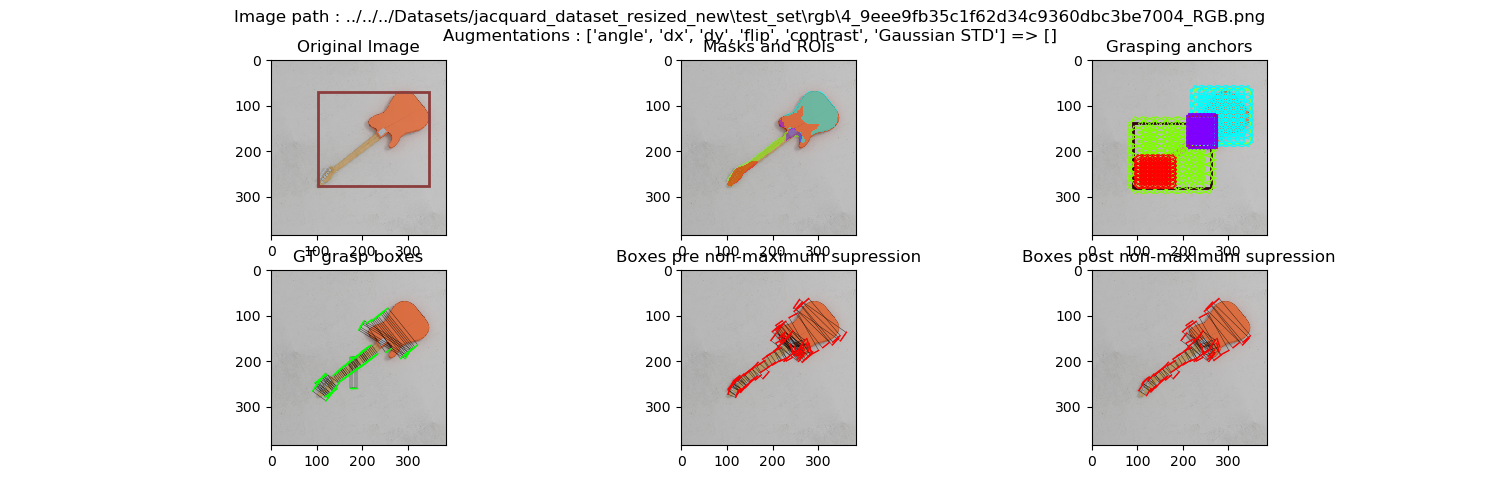 Image path : ../../../Datasets/jacquard_dataset_resized_new\test_set\rgb\4_9eee9fb35c1f62d34c9360dbc3be7004_RGB.png
Augmentations : ['angle', 'dx', 'dy', 'flip', 'contrast', 'Gaussian STD'] => []
Original Image
Masks and ROIs
Grasping anchors
0
100
200
300
0 100 200 300
0
100
200
300
0 100 200 300
0
100
200
300
0 100 200 300
GT grasp boxes
Boxes pre non-maximum supression
Boxes post non-maximum supression
0
100
200
300
0 100 200 300
0
100
200
300
0 100 200 300
0
100
200
300
0 100 200 300